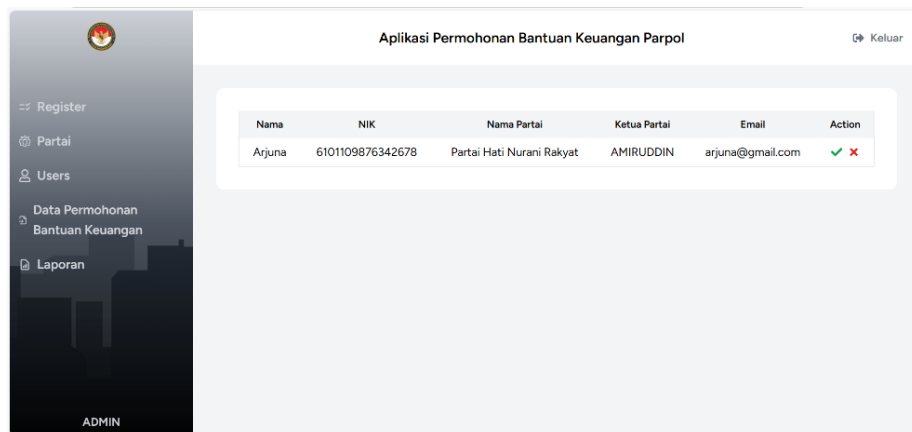 Aplikasi Permohonan Bantuan Keuangan Parpol
Keluar
Register
Partai
Users
Data Permohonan
Bantuan Keuangan
Laporan
ADMIN
Nama NIK Nama Partai Ketua Partai Email Action
Arjuna 6101109876342678 Partai Hati Nurani Rakyat AMIRUDDIN arjuna@gmail.com